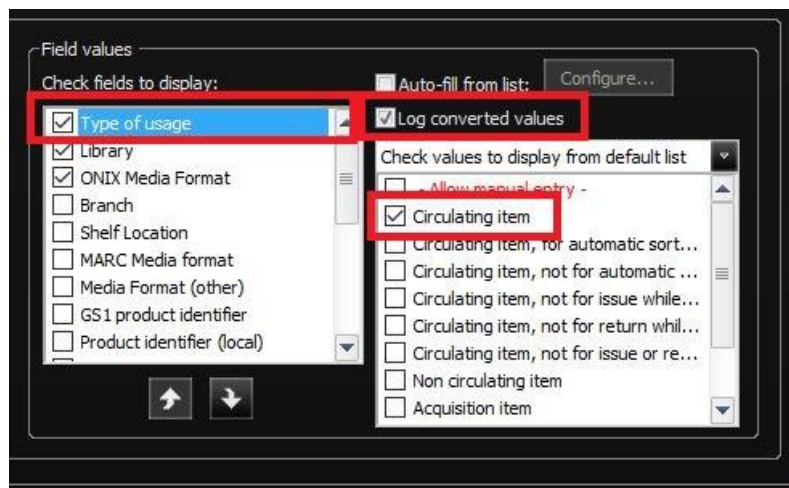 Field values
Check fields to display:
Type of usage
Library
ONIX Media Format
Branch
Shelf Location
MARC Media format
Media Format (other)
GS1 product identifier
Product identifier (local)
Auto-fill from list:
Configure...
Log converted values
Check values to display from default list
- Allow manual entry -
Circulating item
Circulating item, for automatic sort...
Circulating item, not for automatic ...
Circulating item, not for issue while...
Circulating item, not for return whil...
Circulating item, not for issue or re...
Non circulating item
Acquisition item